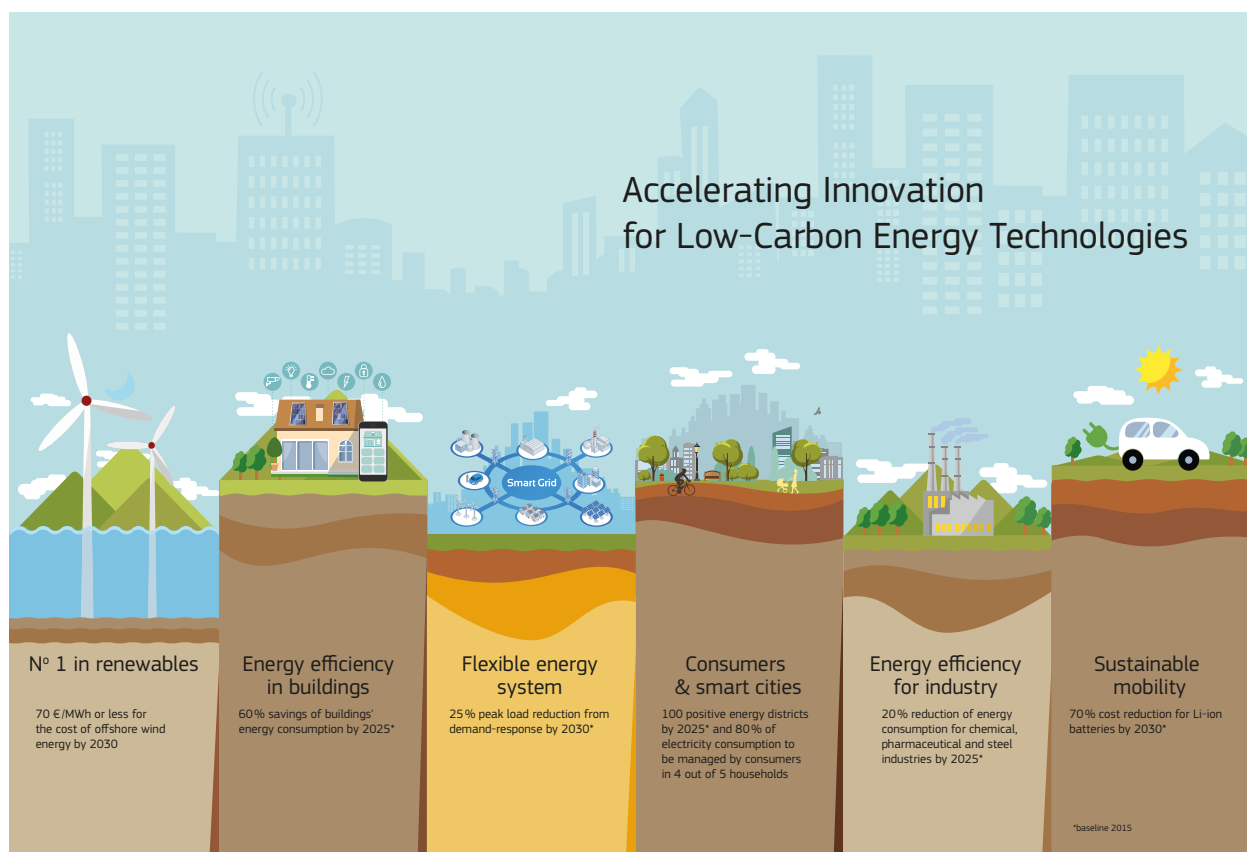 Accelerating Innovation
for Low-Carbon Energy Technologies
Smart Grid
Nº 1 in renewables
70 €/MWh or less for
the cost of offshore wind
energy by 2030
Energy efficiency
in buildings
60% savings of buildings'
energy consumption by 2025*
Flexible energy
system
25% peak load reduction from
demand-response by 2030*
Consumers
& smart cities
100 positive energy districts
by 2025* and 80% of
electricity consumption to
be managed by consumers
in 4 out of 5 households
Energy efficiency
for industry
20% reduction of energy
consumption for chemical,
pharmaceutical and steel
industries by 2025*
Sustainable
mobility
70% cost reduction for Li-ion
batteries by 2030*
*baseline 2015